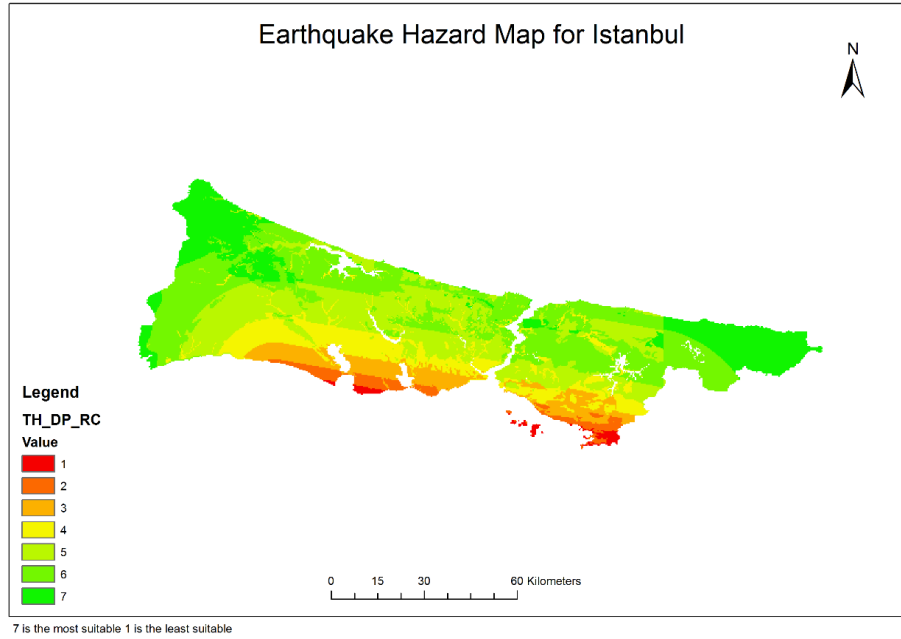 Earthquake Hazard Map for Istanbul
N
Legend
TH_DP_RC
Value
1
2
3
4
5
6
7
0 15 30 60 Kilometers
7 is the most suitable 1 is the least suitable